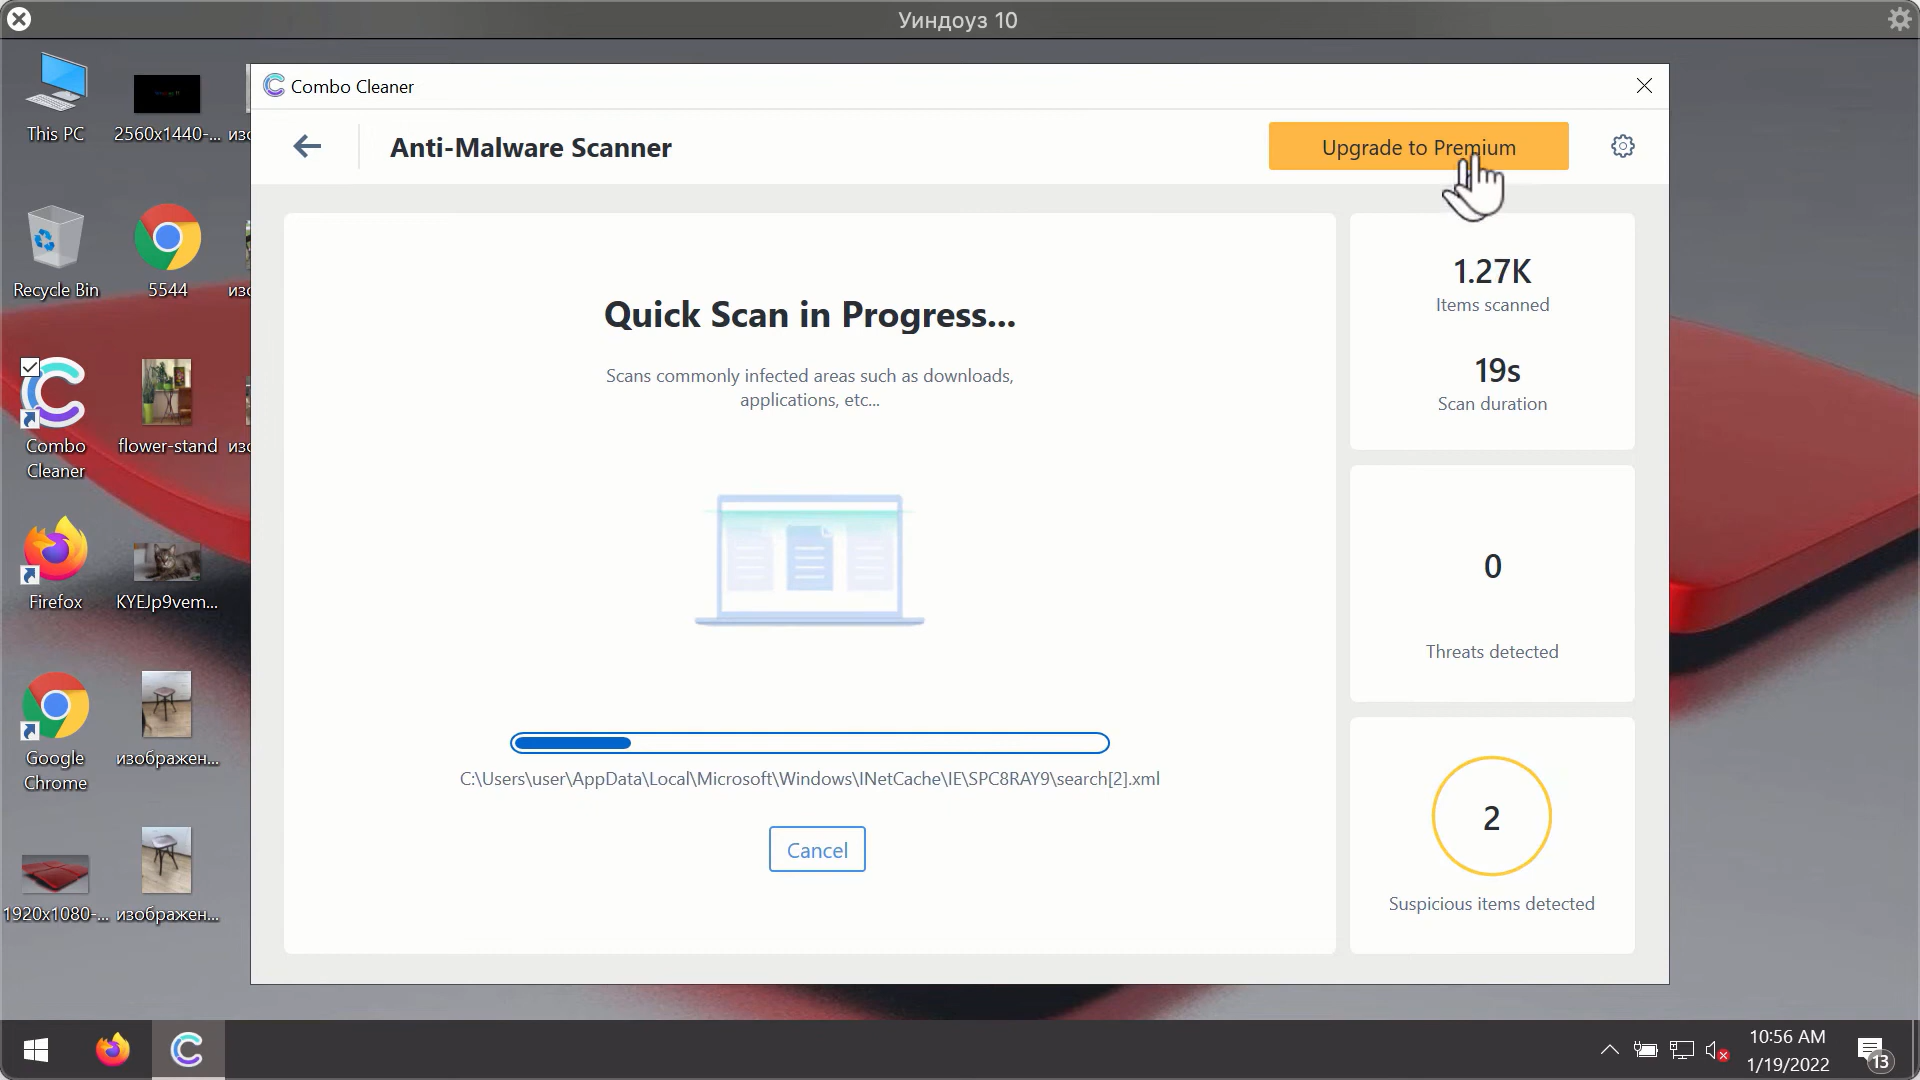 Уиндоуз 10
This PC
2560x1440-...
изо
Recycle Bin
5544
изо
Combo
Cleaner
flower-stand
изо
Firefox
KYEJp9vem...
Google
Chrome
изображен...
1920x1080-...
изображен...
Combo Cleaner
Anti-Malware Scanner
Upgrade to Premium
Quick Scan in Progress...
Scans commonly infected areas such as downloads,
applications, etc...
C:\Users\user\AppData\Local\Microsoft\Windows\INetCache\IE\SPC8RAY9\search[2].xml
Cancel
1.27K
Items scanned
19s
Scan duration
0
Threats detected
2
Suspicious items detected
10:56 AM
1/19/2022
13